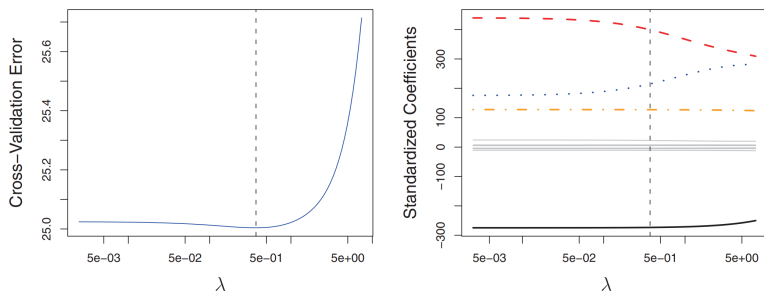 Cross−Validation Error
25.0 25.2 25.4 25.6
5e−03 5e−02 5e−01 5e+00
λ
Standardized Coefficients
−300 −100 0 100 300
5e−03 5e−02 5e−01 5e+00
λ